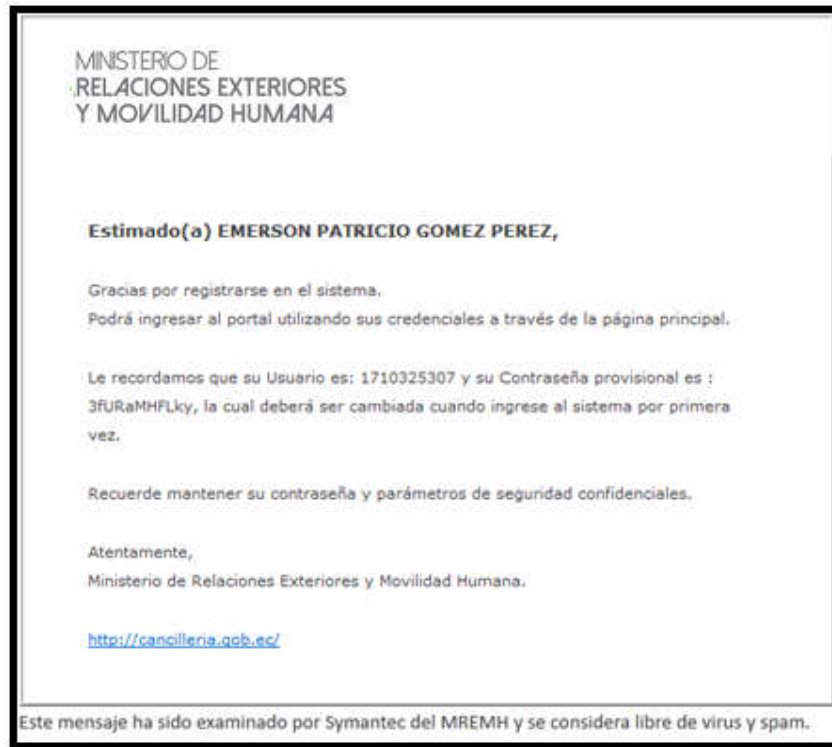 MINISTERIO DE
RELACIONES EXTERIORES
Y MOVILIDAD HUMANA
Estimado(a) EMERSON PATRICIO GOMEZ PEREZ,
Gracias por registrarse en el sistema.
Podrá ingresar al portal utilizando sus credenciales a través de la página principal.
Le recordamos que su Usuario es: 1710325307 y su Contraseña provisional es :
3fURaMHFLky, la cual deberá ser cambiada cuando ingrese al sistema por primera
vez.
Recuerde mantener su contraseña y parámetros de seguridad confidenciales.
Atentamente,
Ministerio de Relaciones Exteriores y Movilidad Humana.
http://cancilleria.gob.ec/
Este mensaje ha sido examinado por Symantec del MREMH y se considera libre de virus y spam.